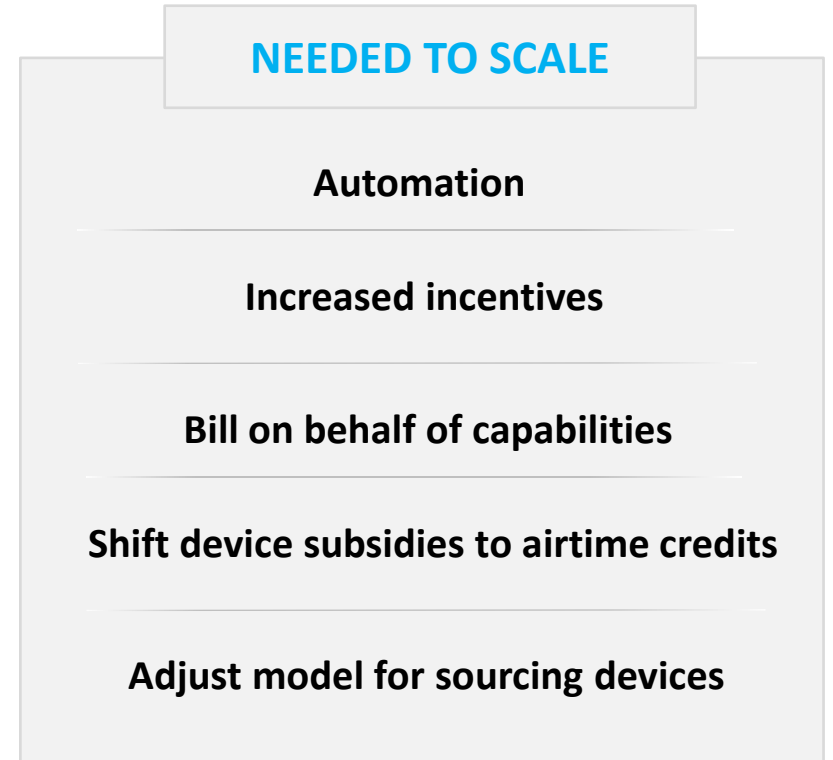 NEEDED TO SCALE
Automation
Increased incentives
Bill on behalf of capabilities
Shift device subsidies to airtime credits
Adjust model for sourcing devices